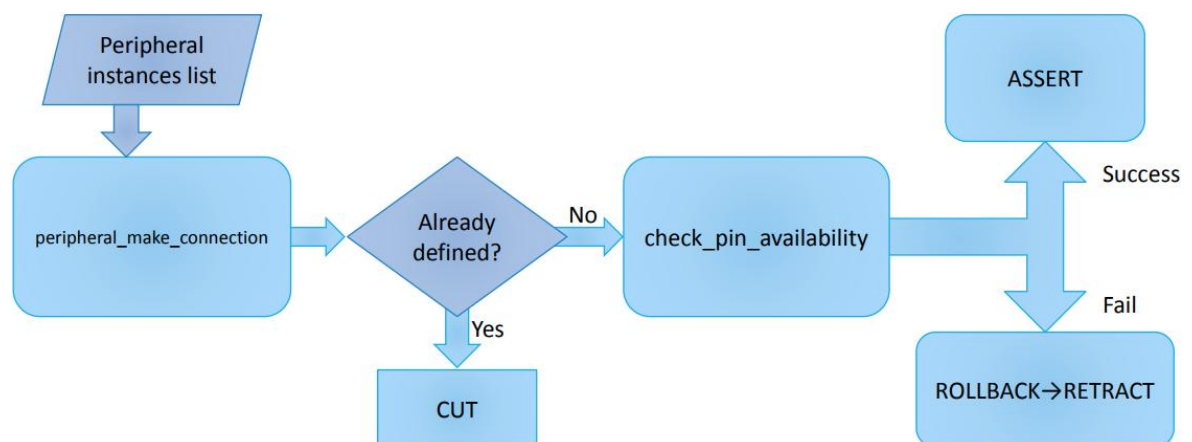 Peripheral
instances list
peripheral_make_connection
Already
defined?
No
Yes
CUT
check_pin_availability
ASSERT
Success
Fail
ROLLBACK→RETRACT